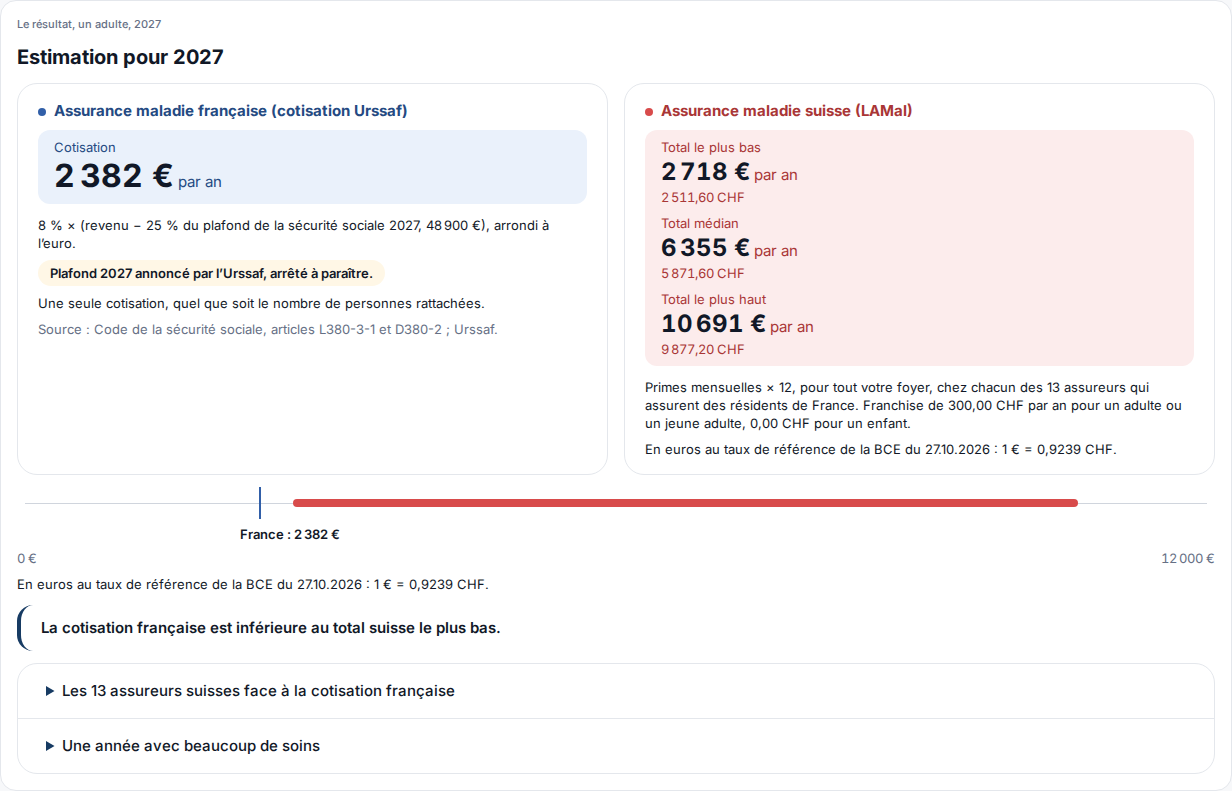 Le résultat, un adulte, 2027
Estimation pour 2027
Assurance maladie française (cotisation Urssaf)
Cotisation
2 382 € par an
8 % × (revenu − 25 % du plafond de la sécurité sociale 2027, 48 900 €), arrondi à
l’euro.
Plafond 2027 annoncé par l’Urssaf, arrêté à paraître.
Une seule cotisation, quel que soit le nombre de personnes rattachées.
Source : Code de la sécurité sociale, articles L380-3-1 et D380-2 ; Urssaf.
Assurance maladie suisse (LAMal)
Total le plus bas
2 718 € par an
2 511,60 CHF
Total médian
6 355 € par an
5 871,60 CHF
Total le plus haut
10 691 € par an
9 877,20 CHF
Primes mensuelles × 12, pour tout votre foyer, chez chacun des 13 assureurs qui
assurent des résidents de France. Franchise de 300,00 CHF par an pour un adulte ou
un jeune adulte, 0,00 CHF pour un enfant.
En euros au taux de référence de la BCE du 27.10.2026 : 1 € = 0,9239 CHF.
France : 2 382 €
0 €
12 000 €
En euros au taux de référence de la BCE du 27.10.2026 : 1 € = 0,9239 CHF.
La cotisation française est inférieure au total suisse le plus bas.
Les 13 assureurs suisses face à la cotisation française
Une année avec beaucoup de soins